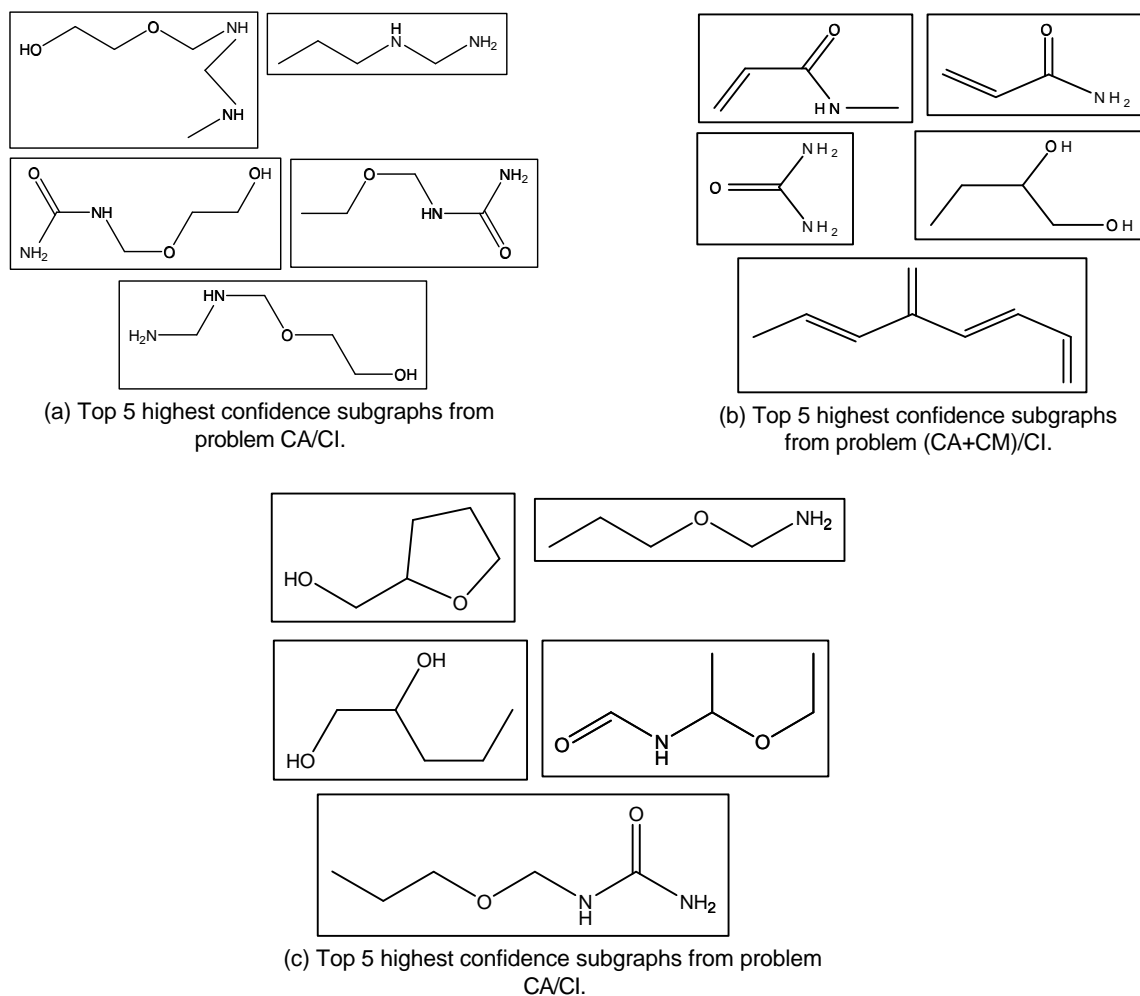 O
NH
HO
NH
H
N
NH2
O
NH
NH2
O
OH
O
HN
NH2
O
HN
H2N
O
OH
(a) Top 5 highest confidence subgraphs from
problem CA/CI.
O
HN
O
NH2
O
NH2
NH2
OH
OH
(b) Top 5 highest confidence subgraphs
from problem (CA+CM)/CI.
HO
O
O
NH2
OH
HO
O
N
H
O
O
O
N
H
NH2
(c) Top 5 highest confidence subgraphs from problem
CA/CI.